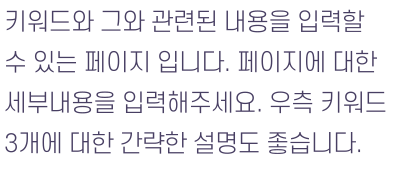 키워드와 그와 관련된 내용을 입력할
수 있는 페이지 입니다. 페이지에 대한
세부내용을 입력해주세요. 우측 키워드
3개에 대한 간략한 설명도 좋습니다.